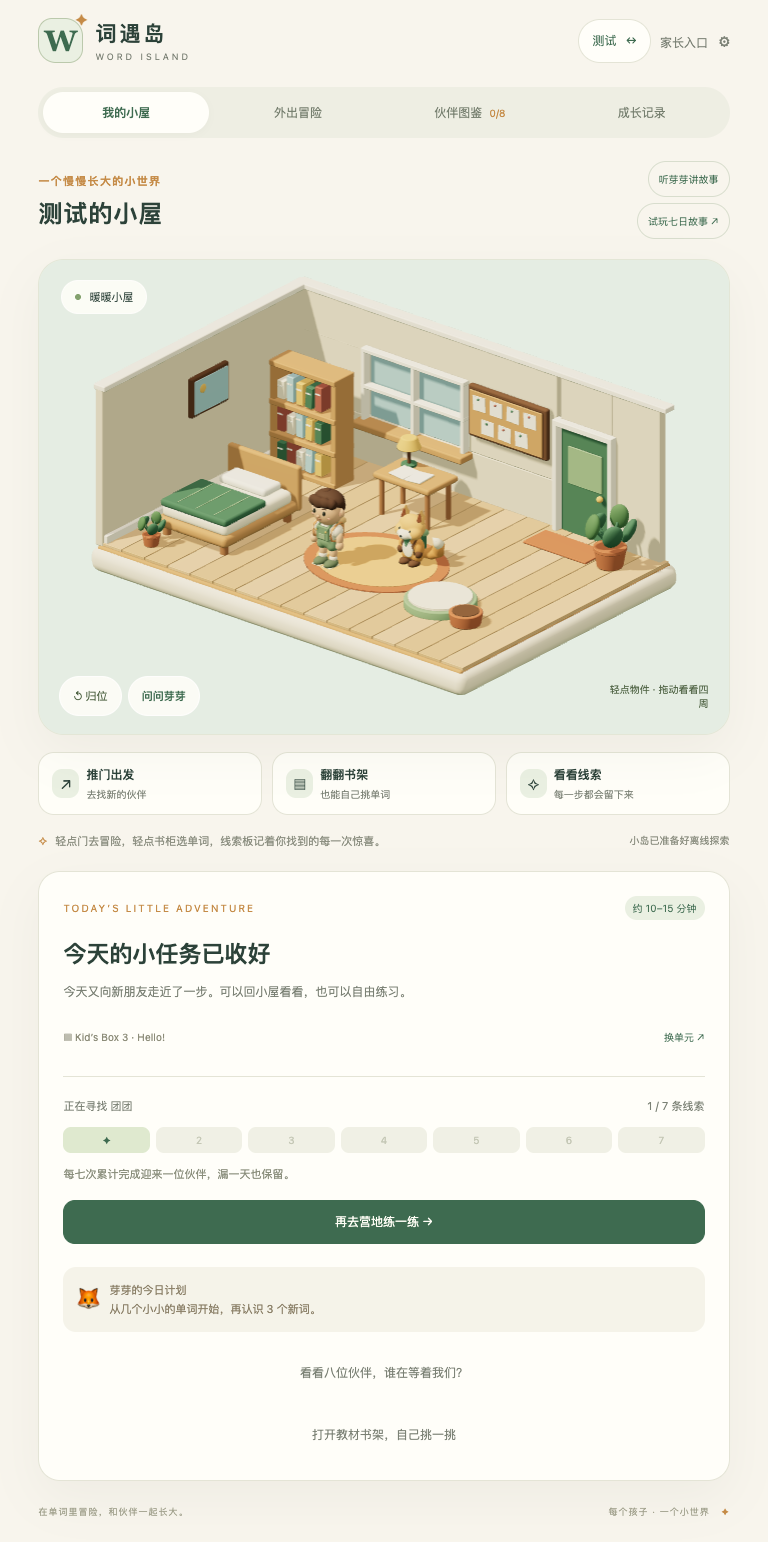 W
词遇岛
WORD ISLAND
测试 ↔
家长入口 ⚙
我的小屋
外出冒险
伙伴图鉴 0/8
成长记录
一个慢慢长大的小世界
测试的小屋
听芽芽讲故事
试玩七日故事 ↗
暖暖小屋
↺ 归位
问问芽芽
轻点物件 · 拖动看看四
周
推门出发
去找新的伙伴
翻翻书架
也能自己挑单词
看看线索
每一步都会留下来
✧ 轻点门去冒险，轻点书柜选单词，线索板记着你找到的每一次惊喜。
小岛已准备好离线探索
TODAY'S LITTLE ADVENTURE
约 10–15 分钟
今天的小任务已收好
今天又向新朋友走近了一步。可以回小屋看看，也可以自由练习。
▤ Kid's Box 3 · Hello!
换单元 ↗
正在寻找 团团
1 / 7 条线索
✦ 2 3 4 5 6 7
每七次累计完成迎来一位伙伴，漏一天也保留。
再去营地练一练 →
芽芽的今日计划
从几个小小的单词开始，再认识 3 个新词。
看看八位伙伴，谁在等着我们?
打开教材书架，自己挑一挑
在单词里冒险，和伙伴一起长大。
每个孩子 · 一个小世界 ✦